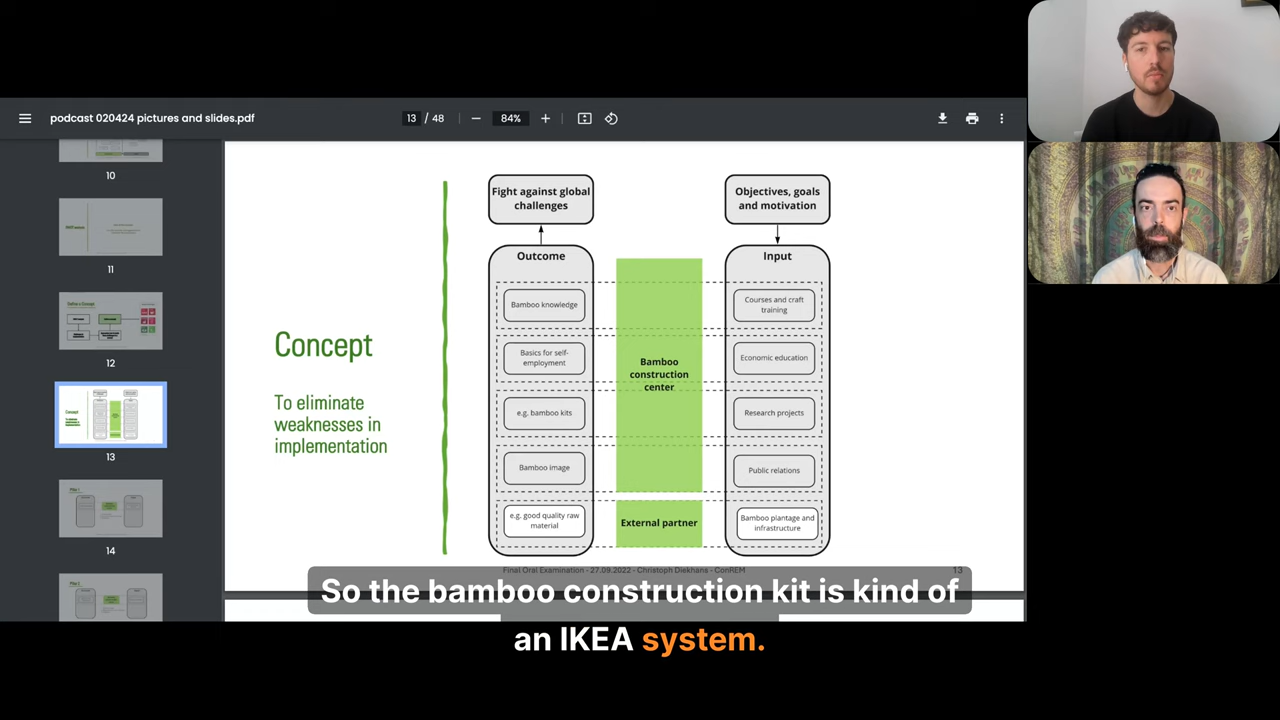 podcast 020424 pictures and slides.pdf
13 / 48
84%
10
11
12
13
14
Concept
To eliminate
weaknesses in
implementation
Fight against global
challenges
Outcome
Bamboo knowledge
Basics for self-
employment
e.g. bamboo kits
Bamboo image
e.g. good quality raw
material
Bamboo
construction
center
External partner
Objectives, goals
and motivation
Input
Courses and craft
training
Economic education
Research projects
Public relations
Bamboo plantage and
infrastructure
Final Oral Examination - 27.09.2022 - Christoph Diekhans - ConREM
13
So the bamboo construction kit is kind of
an IKEA system.